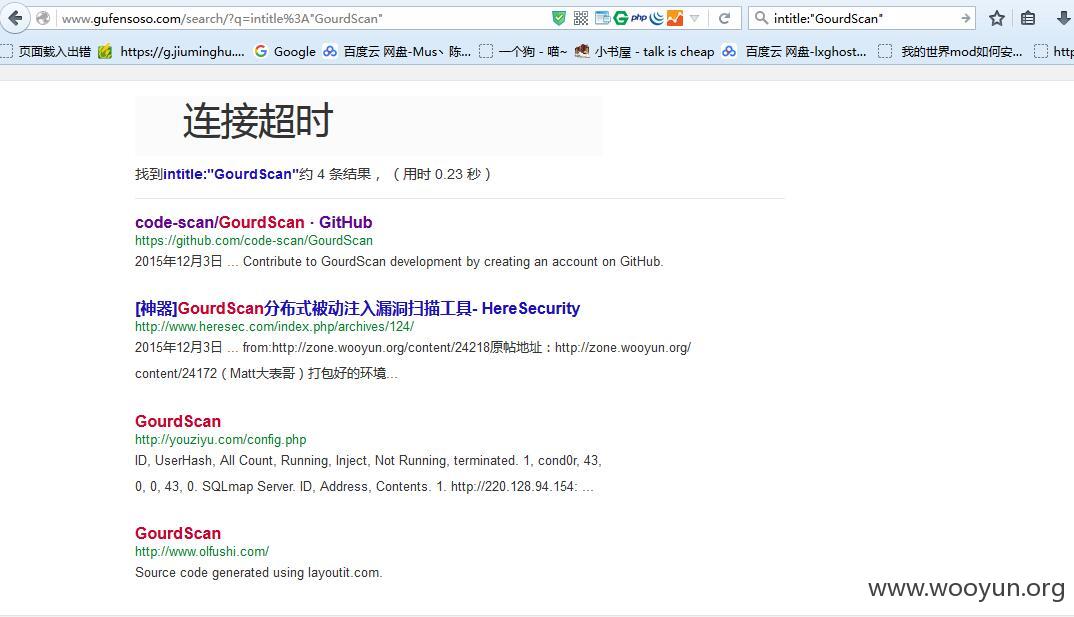 www.gufensoso.com/search/?q=intitle%3A"GourdScan"
php
intitle:"GourdScan"
页面载入出错
https://g.jiuminghu....
Google
百度云 网盘-Mus丶 陈...
一个狗 - 喵~
小书屋 - talk is cheap
百度云 网盘-lxghost...
我的世界mod如何安...
http
连接超时
找到intitle:"GourdScan"约 4 条结果，（用时 0.23 秒）
code-scan/GourdScan · GitHub
https://github.com/code-scan/GourdScan
2015年12月3日 ... Contribute to GourdScan development by creating an account on GitHub.
[神器]GourdScan分布式被动注入漏洞扫描工具- HereSecurity
http://www.heresec.com/index.php/archives/124/
2015年12月3日 ... from:http://zone.wooyun.org/content/24218原帖地址：http://zone.wooyun.org/
content/24172（Matt大表哥）打包好的环境...
GourdScan
http://youziyu.com/config.php
ID, UserHash, All Count, Running, Inject, Not Running, terminated. 1, cond0r, 43,
0, 0, 43, 0. SQLmap Server. ID, Address, Contents. 1. http://220.128.94.154: ...
GourdScan
http://www.olfushi.com/
Source code generated using layoutit.com.
www.wooyun.org